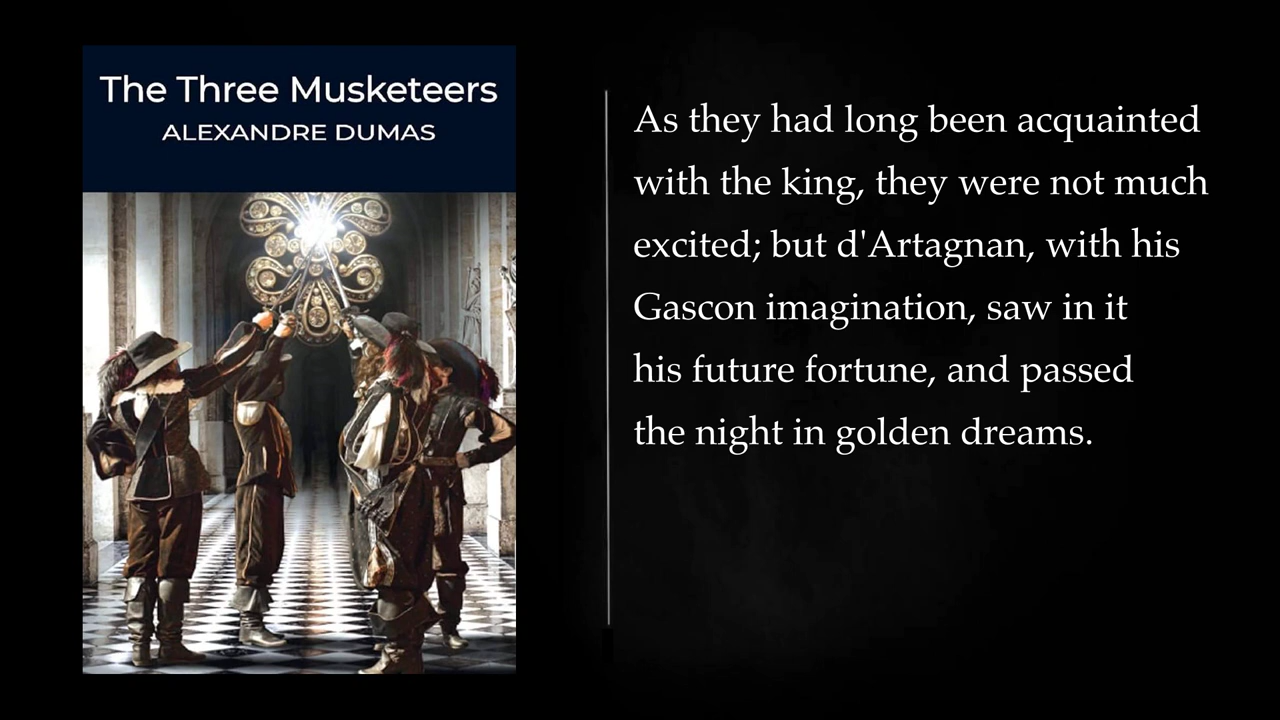 The Three Musketeers
ALEXANDRE DUMAS
As they had long been acquainted
with the king, they were not much
excited; but d'Artagnan, with his
Gascon imagination, saw in it
his future fortune, and passed
the night in golden dreams.